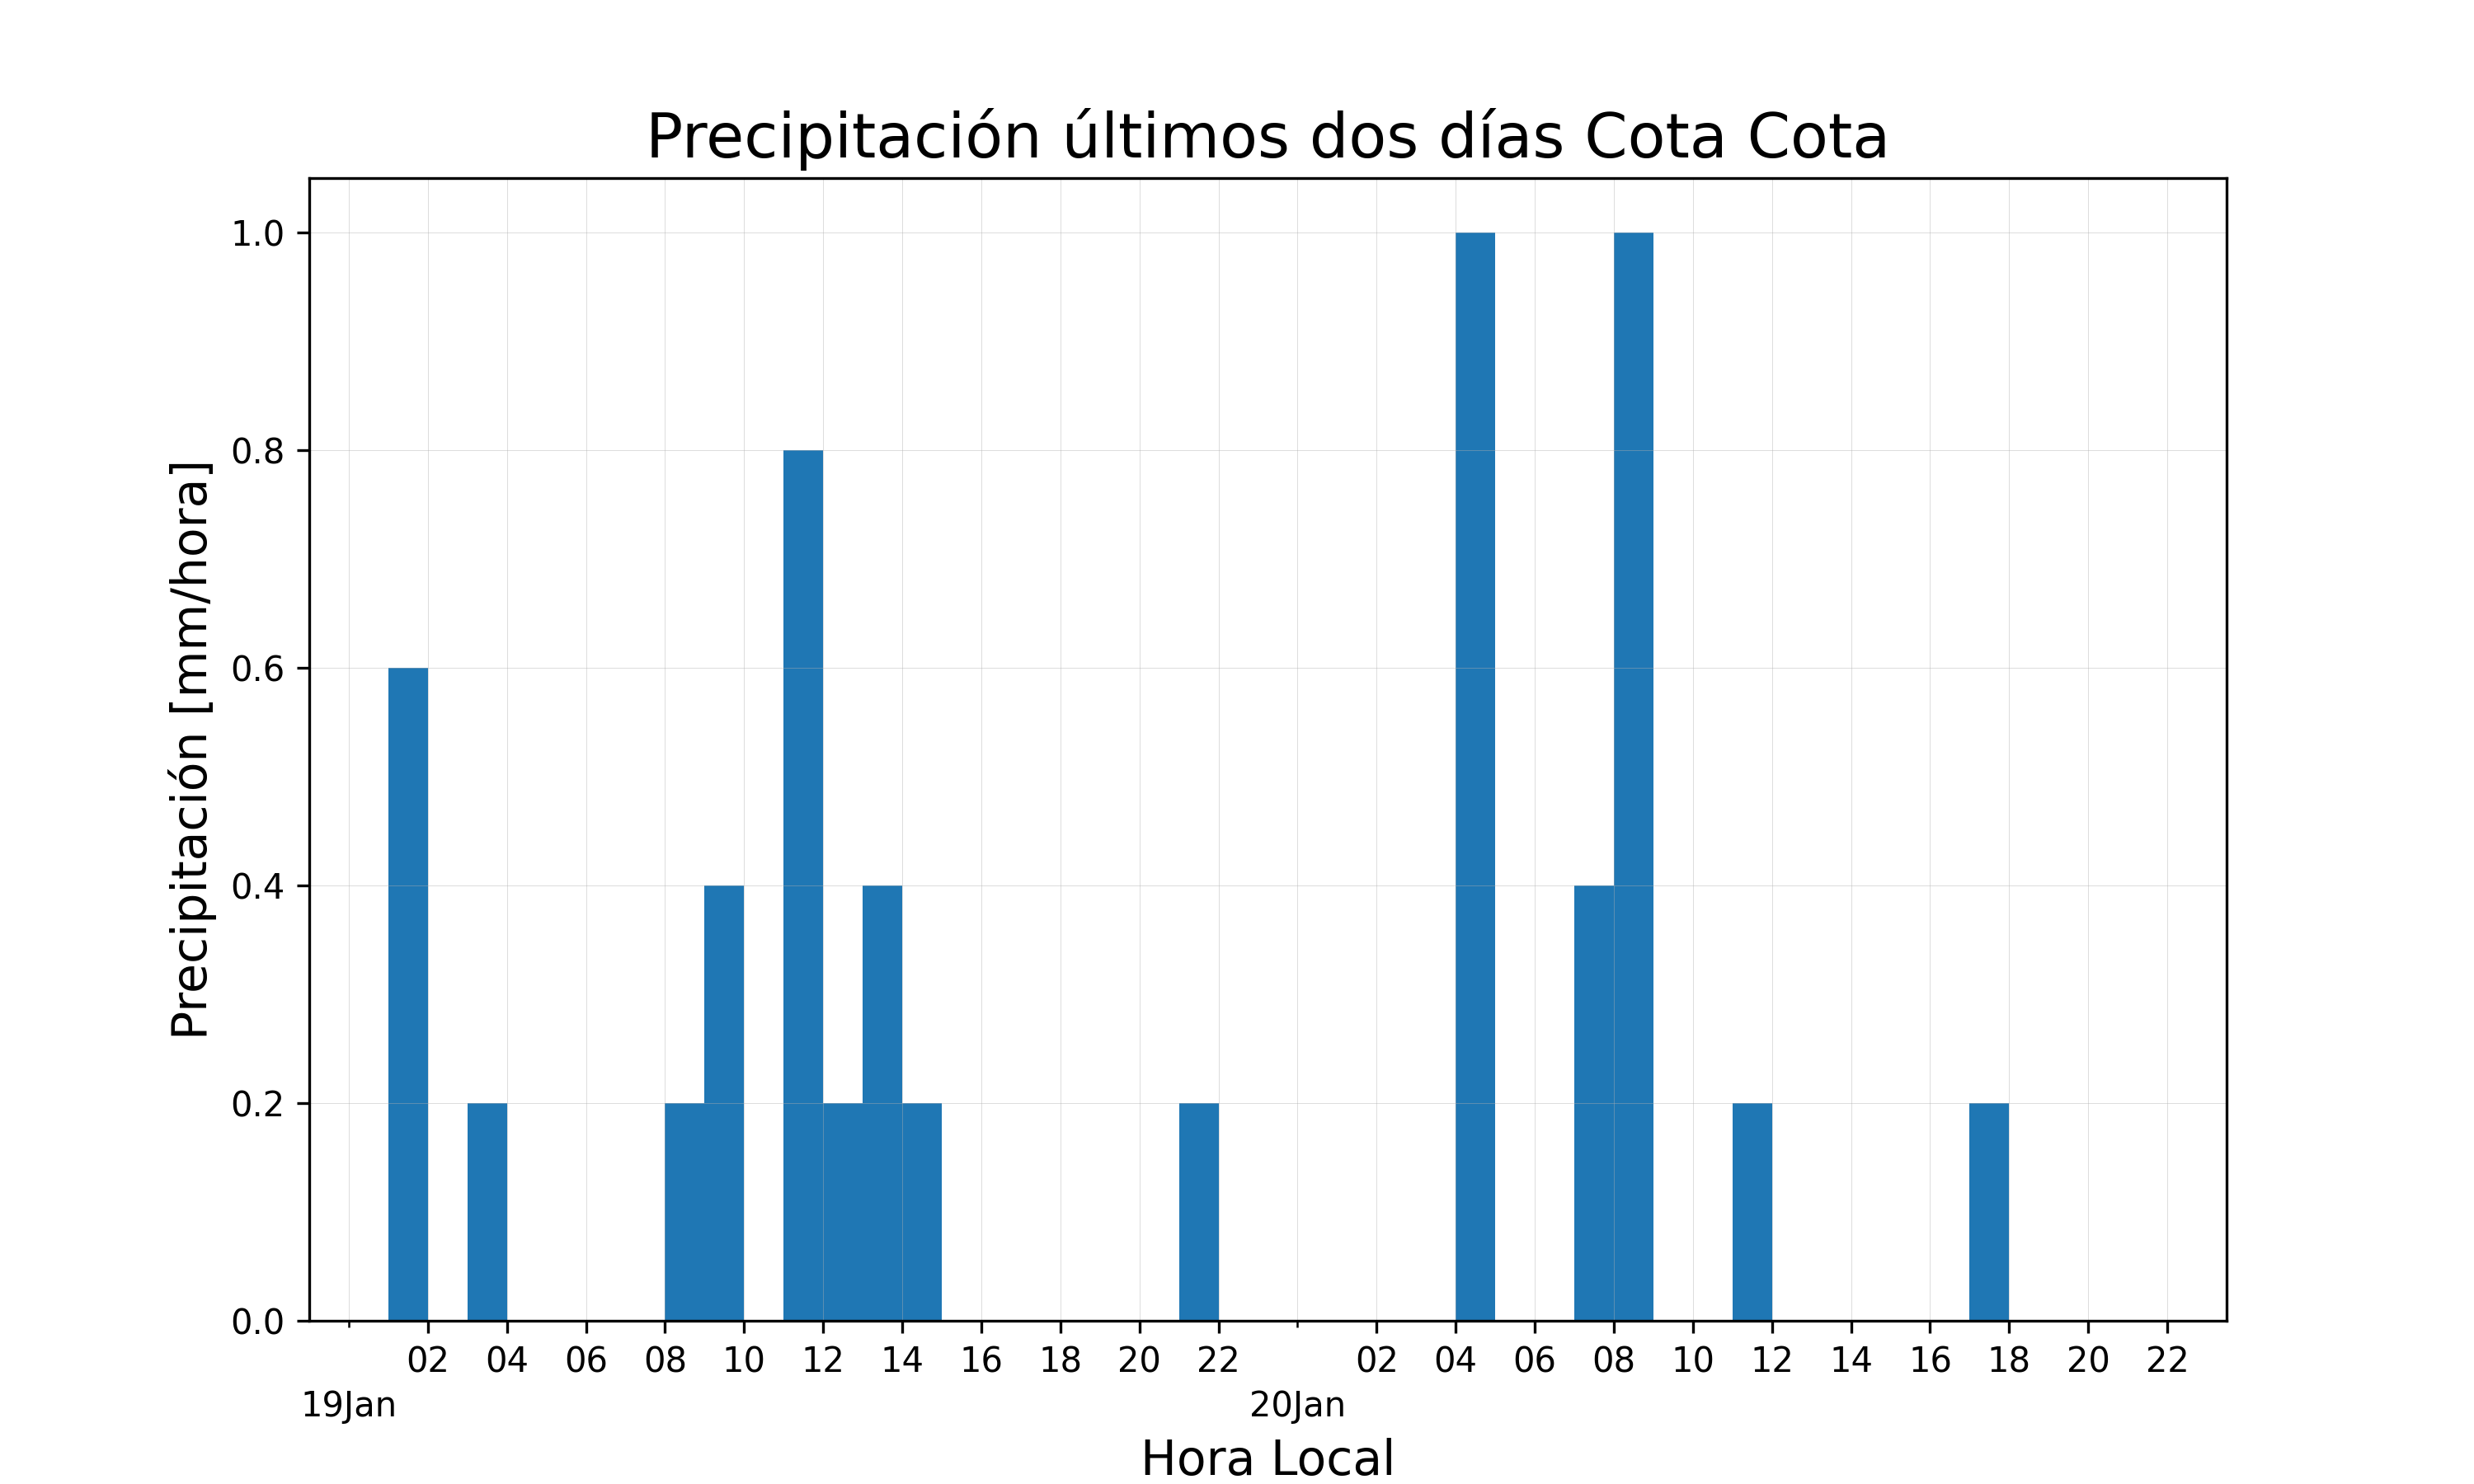 Precipitación últimos dos días Cota Cota
Precipitación [mm/hora]
1.0
0.8
0.6
0.4
0.2
0.0
02 04 06 08 10 12 14 16 18 20 22 02 04 06 08 10 12 14 16 18 20 22
19Jan 20Jan
Hora Local